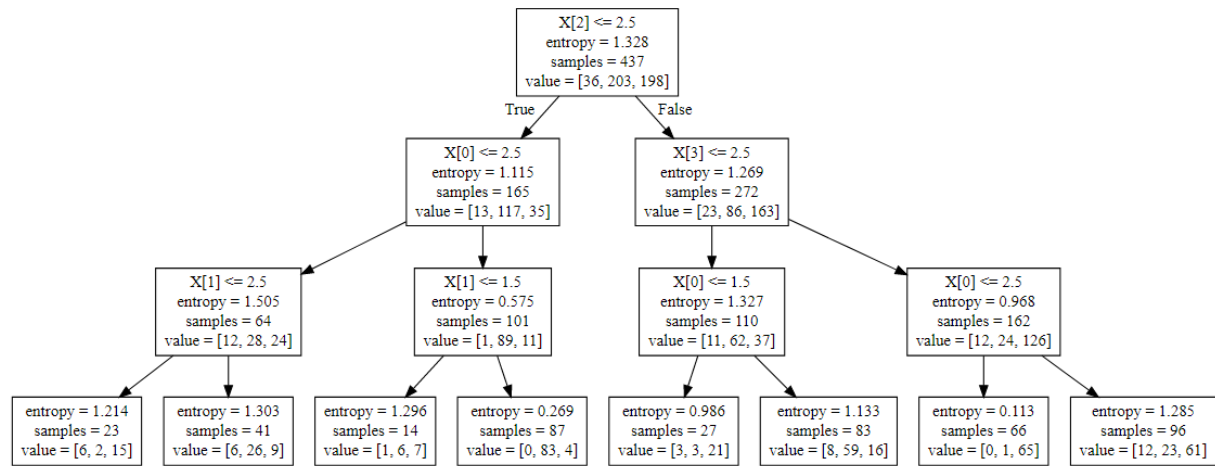 X[2] <= 2.5
entropy = 1.328
samples = 437
value = [36, 203, 198]
True
False
X[0] <= 2.5
entropy = 1.115
samples = 165
value = [13, 117, 35]
X[3] <= 2.5
entropy = 1.269
samples = 272
value = [23, 86, 163]
X[1] <= 2.5
entropy = 1.505
samples = 64
value = [12, 28, 24]
X[1] <= 1.5
entropy = 0.575
samples = 101
value = [1, 89, 11]
X[0] <= 1.5
entropy = 1.327
samples = 110
value = [11, 62, 37]
X[0] <= 2.5
entropy = 0.968
samples = 162
value = [12, 24, 126]
entropy = 1.214
samples = 23
value = [6, 2, 15]
entropy = 1.303
samples = 41
value = [6, 26, 9]
entropy = 1.296
samples = 14
value = [1, 6, 7]
entropy = 0.269
samples = 87
value = [0, 83, 4]
entropy = 0.986
samples = 27
value = [3, 3, 21]
entropy = 1.133
samples = 83
value = [8, 59, 16]
entropy = 0.113
samples = 66
value = [0, 1, 65]
entropy = 1.285
samples = 96
value = [12, 23, 61]